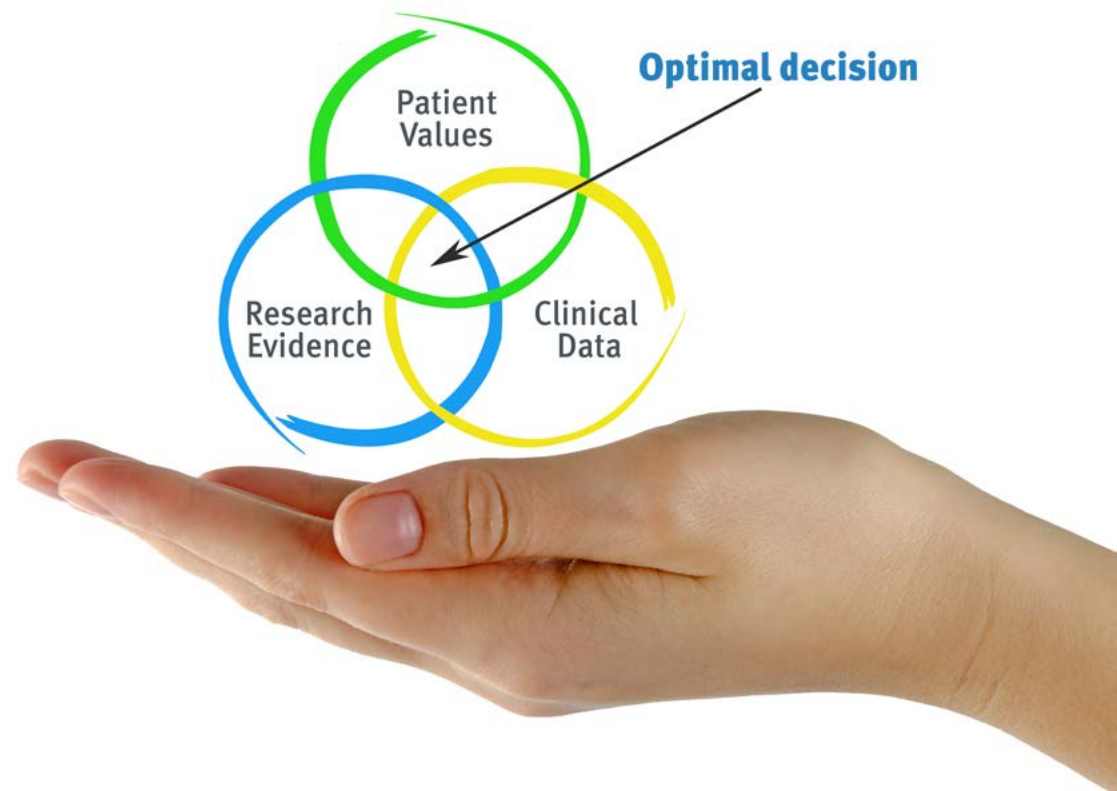 Optimal decision
Patient
Values
Research
Evidence
Clinical
Data